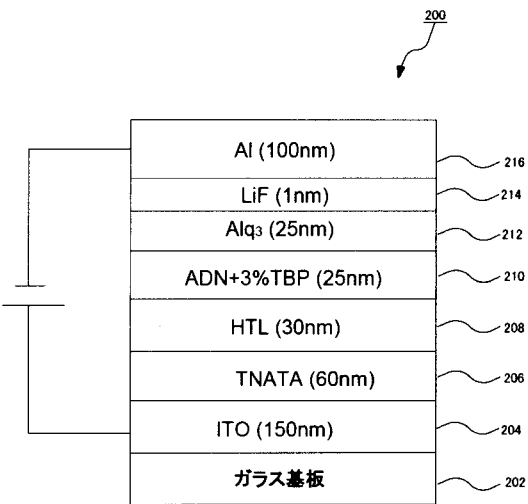 200
Al (100nm)
216
LiF (1nm)
214
Alq3 (25nm)
212
ADN+3%TBP (25nm)
210
HTL (30nm)
208
TNATA (60nm)
206
ITO (150nm)
204
ガラス基板
202